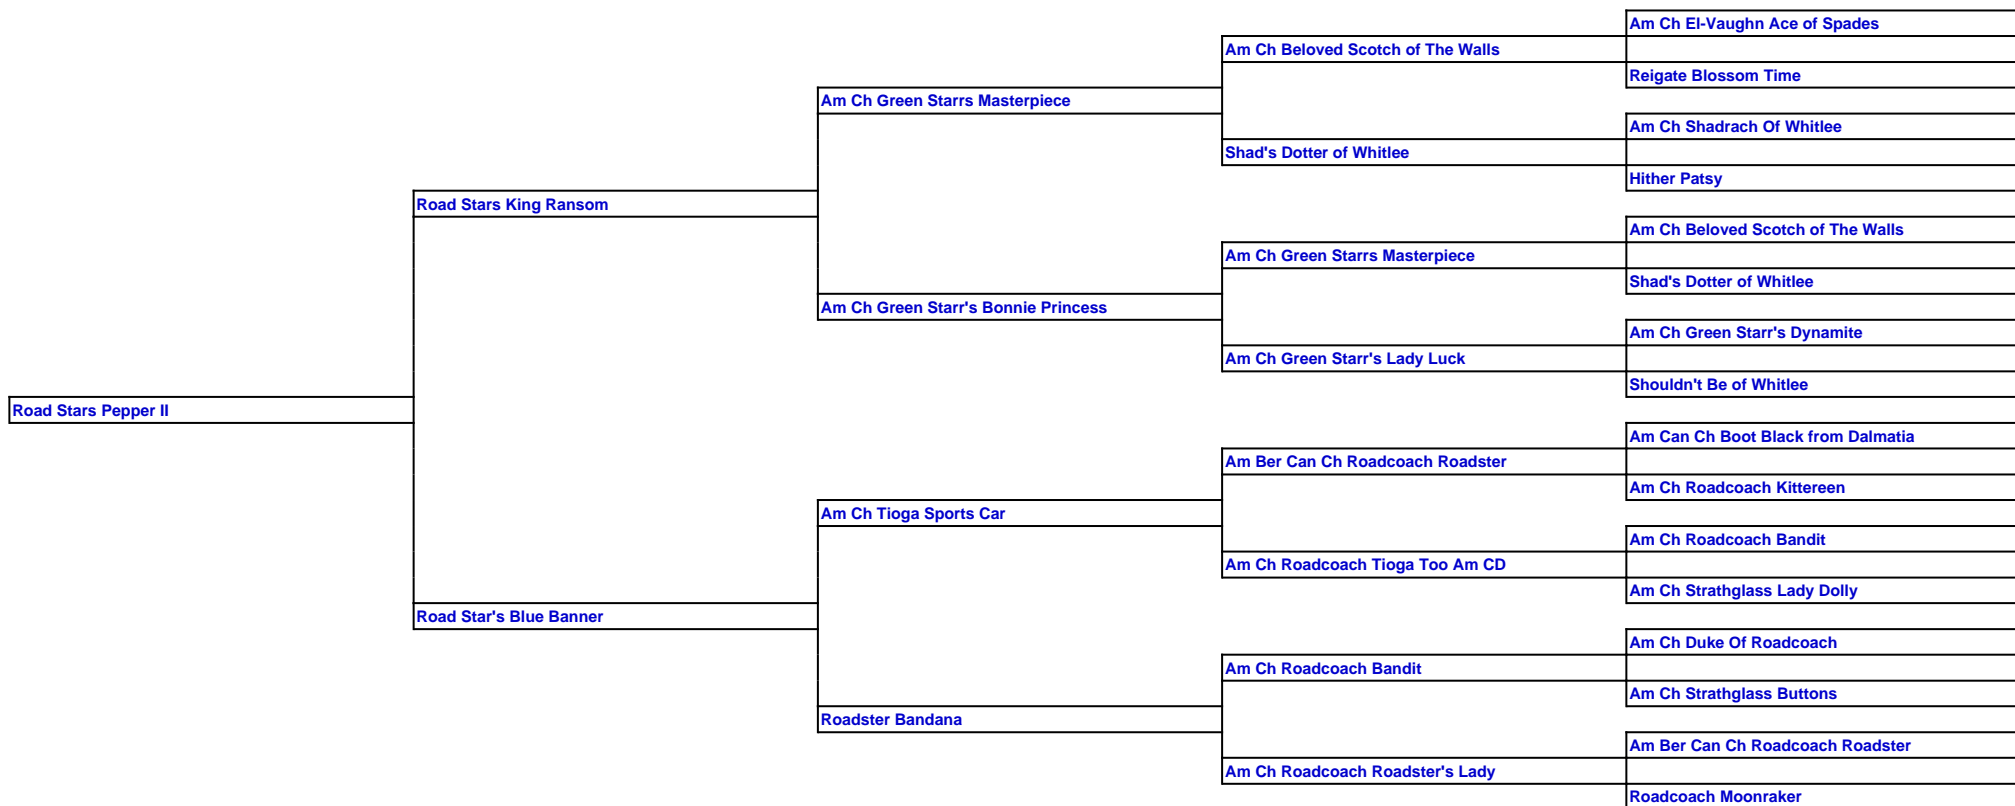 Am Ch El-Vaughn Ace of Spades
Am Ch Beloved Scotch of The Walls
Reigate Blossom Time
Am Ch Green Starrs Masterpiece
Am Ch Shadrach Of Whitlee
Shad's Dotter of Whitlee
Hither Patsy
Road Stars King Ransom
Am Ch Beloved Scotch of The Walls
Am Ch Green Starrs Masterpiece
Shad's Dotter of Whitlee
Am Ch Green Starr's Bonnie Princess
Am Ch Green Starr's Dynamite
Am Ch Green Starr's Lady Luck
Shouldn't Be of Whitlee
Road Stars Pepper II
Am Can Ch Boot Black from Dalmatia
Am Ber Can Ch Roadcoach Roadster
Am Ch Roadcoach Kittereen
Am Ch Tioga Sports Car
Am Ch Roadcoach Bandit
Am Ch Roadcoach Tioga Too Am CD
Am Ch Strathglass Lady Dolly
Road Star's Blue Banner
Am Ch Duke Of Roadcoach
Am Ch Roadcoach Bandit
Am Ch Strathglass Buttons
Roadster Bandana
Am Ber Can Ch Roadcoach Roadster
Am Ch Roadcoach Roadster's Lady
Roadcoach Moonraker